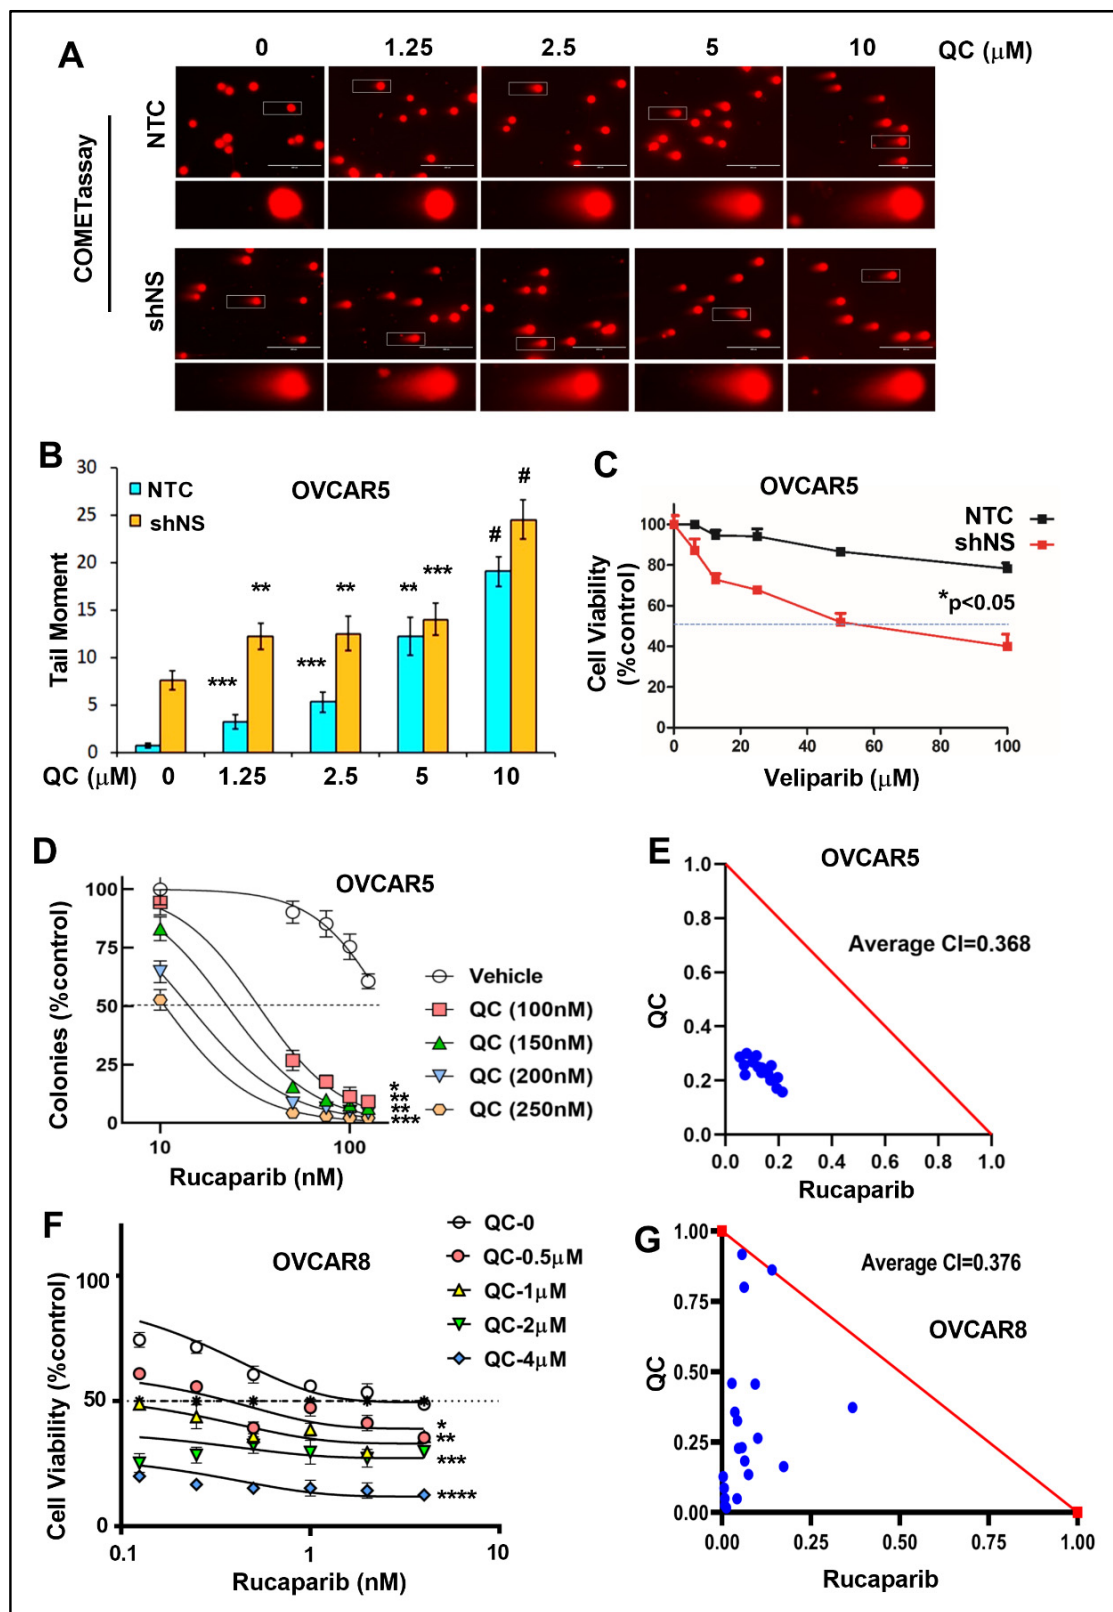 A
0 1.25 2.5 5 10 QC (μM)
COMETassay
NTC
shNS
B
OVCAR5
NTC
shNS
Tail Moment
30
25
20
15
10
5
0
*** ** *** ** ** *** # #
QC (μM) 0 1.25 2.5 5 10
C
OVCAR5
NTC
shNS
*p<0.05
Cell Viability
(%control)
100
80
60
40
20
0
0 20 40 60 80 100
Veliparib (μM)
D
OVCAR5
Colonies (%control)
100
75
50
25
0
10 100
Rucaparib (nM)
Vehicle
QC (100nM)
QC (150nM)
QC (200nM)
QC (250nM)
*
**
**
***
E
OVCAR5
Average CI=0.368
QC
1.0
0.8
0.6
0.4
0.2
0.0
0.0 0.2 0.4 0.6 0.8 1.0
Rucaparib
F
OVCAR8
QC-0
QC-0.5μM
QC-1μM
QC-2μM
QC-4μM
Cell Viability (%control)
100
50
0
*
**
***
****
0.1 1 10
Rucaparib (nM)
G
Average CI=0.376
OVCAR8
QC
1.00
0.75
0.50
0.25
0.00
0.00 0.25 0.50 0.75 1.00
Rucaparib